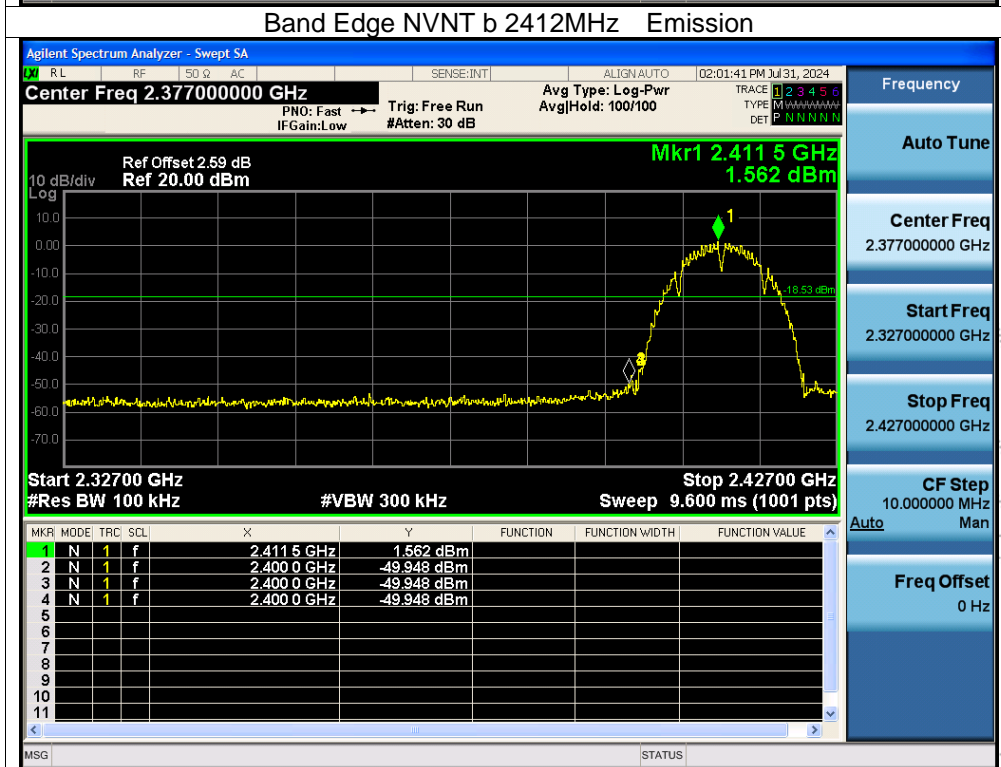 Band Edge NVNT b 2412MHz Emission
Agilent Spectrum Analyzer - Swept SA
LXI RL RF 50 Ω AC SENSE:INT ALIGN AUTO 02:01:41 PM Jul 31, 2024
Center Freq 2.377000000 GHz
PNO: Fast
IFGain:Low
Trig: Free Run
#Atten: 30 dB
Avg Type: Log-Pwr
Avg|Hold: 100/100
TRACE 1 2 3 4 5 6
TYPE M WWWWW
DET P N N N N N
Frequency
Auto Tune
Center Freq
2.377000000 GHz
Start Freq
2.327000000 GHz
Stop Freq
2.427000000 GHz
CF Step
10.000000 MHz
Auto Man
Freq Offset
0 Hz
Mkr1 2.411 5 GHz
1.562 dBm
Ref Offset 2.59 dB
10 dB/div Ref 20.00 dBm
Log
10.0
0.00
-10.0
-20.0
-30.0
-40.0
-50.0
-60.0
-70.0
1
-18.53 dBm
Start 2.32700 GHz Stop 2.42700 GHz
#Res BW 100 kHz #VBW 300 kHz Sweep 9.600 ms (1001 pts)
MKR MODE TRC SCL X Y FUNCTION FUNCTION WIDTH FUNCTION VALUE
1 N 1 f 2.411 5 GHz 1.562 dBm
2 N 1 f 2.400 0 GHz -49.948 dBm
3 N 1 f 2.400 0 GHz -49.948 dBm
4 N 1 f 2.400 0 GHz -49.948 dBm
5
6
7
8
9
10
11
MSG STATUS